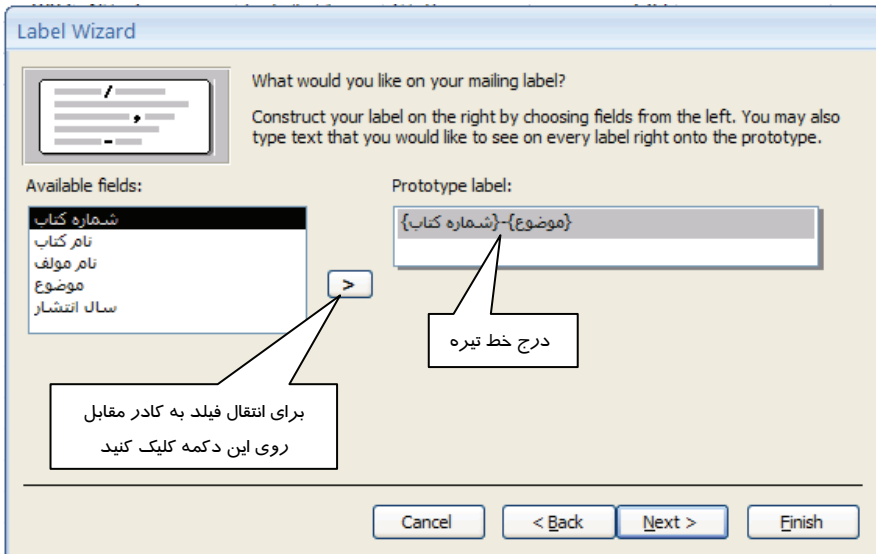 Label Wizard
What would you like on your mailing label?
Construct your label on the right by choosing fields from the left. You may also
type text that you would like to see on every label right onto the prototype.
Available fields:
شماره کتاب
نام کتاب
نام مولف
موضوع
سال انتشار
>
Prototype label:
{موضوع}-{شماره کتاب}
درج خط تیره
برای انتقال فیلد به کادر مقابل
روی این دکمه کلیک کنید
Cancel
< Back
Next >
Finish